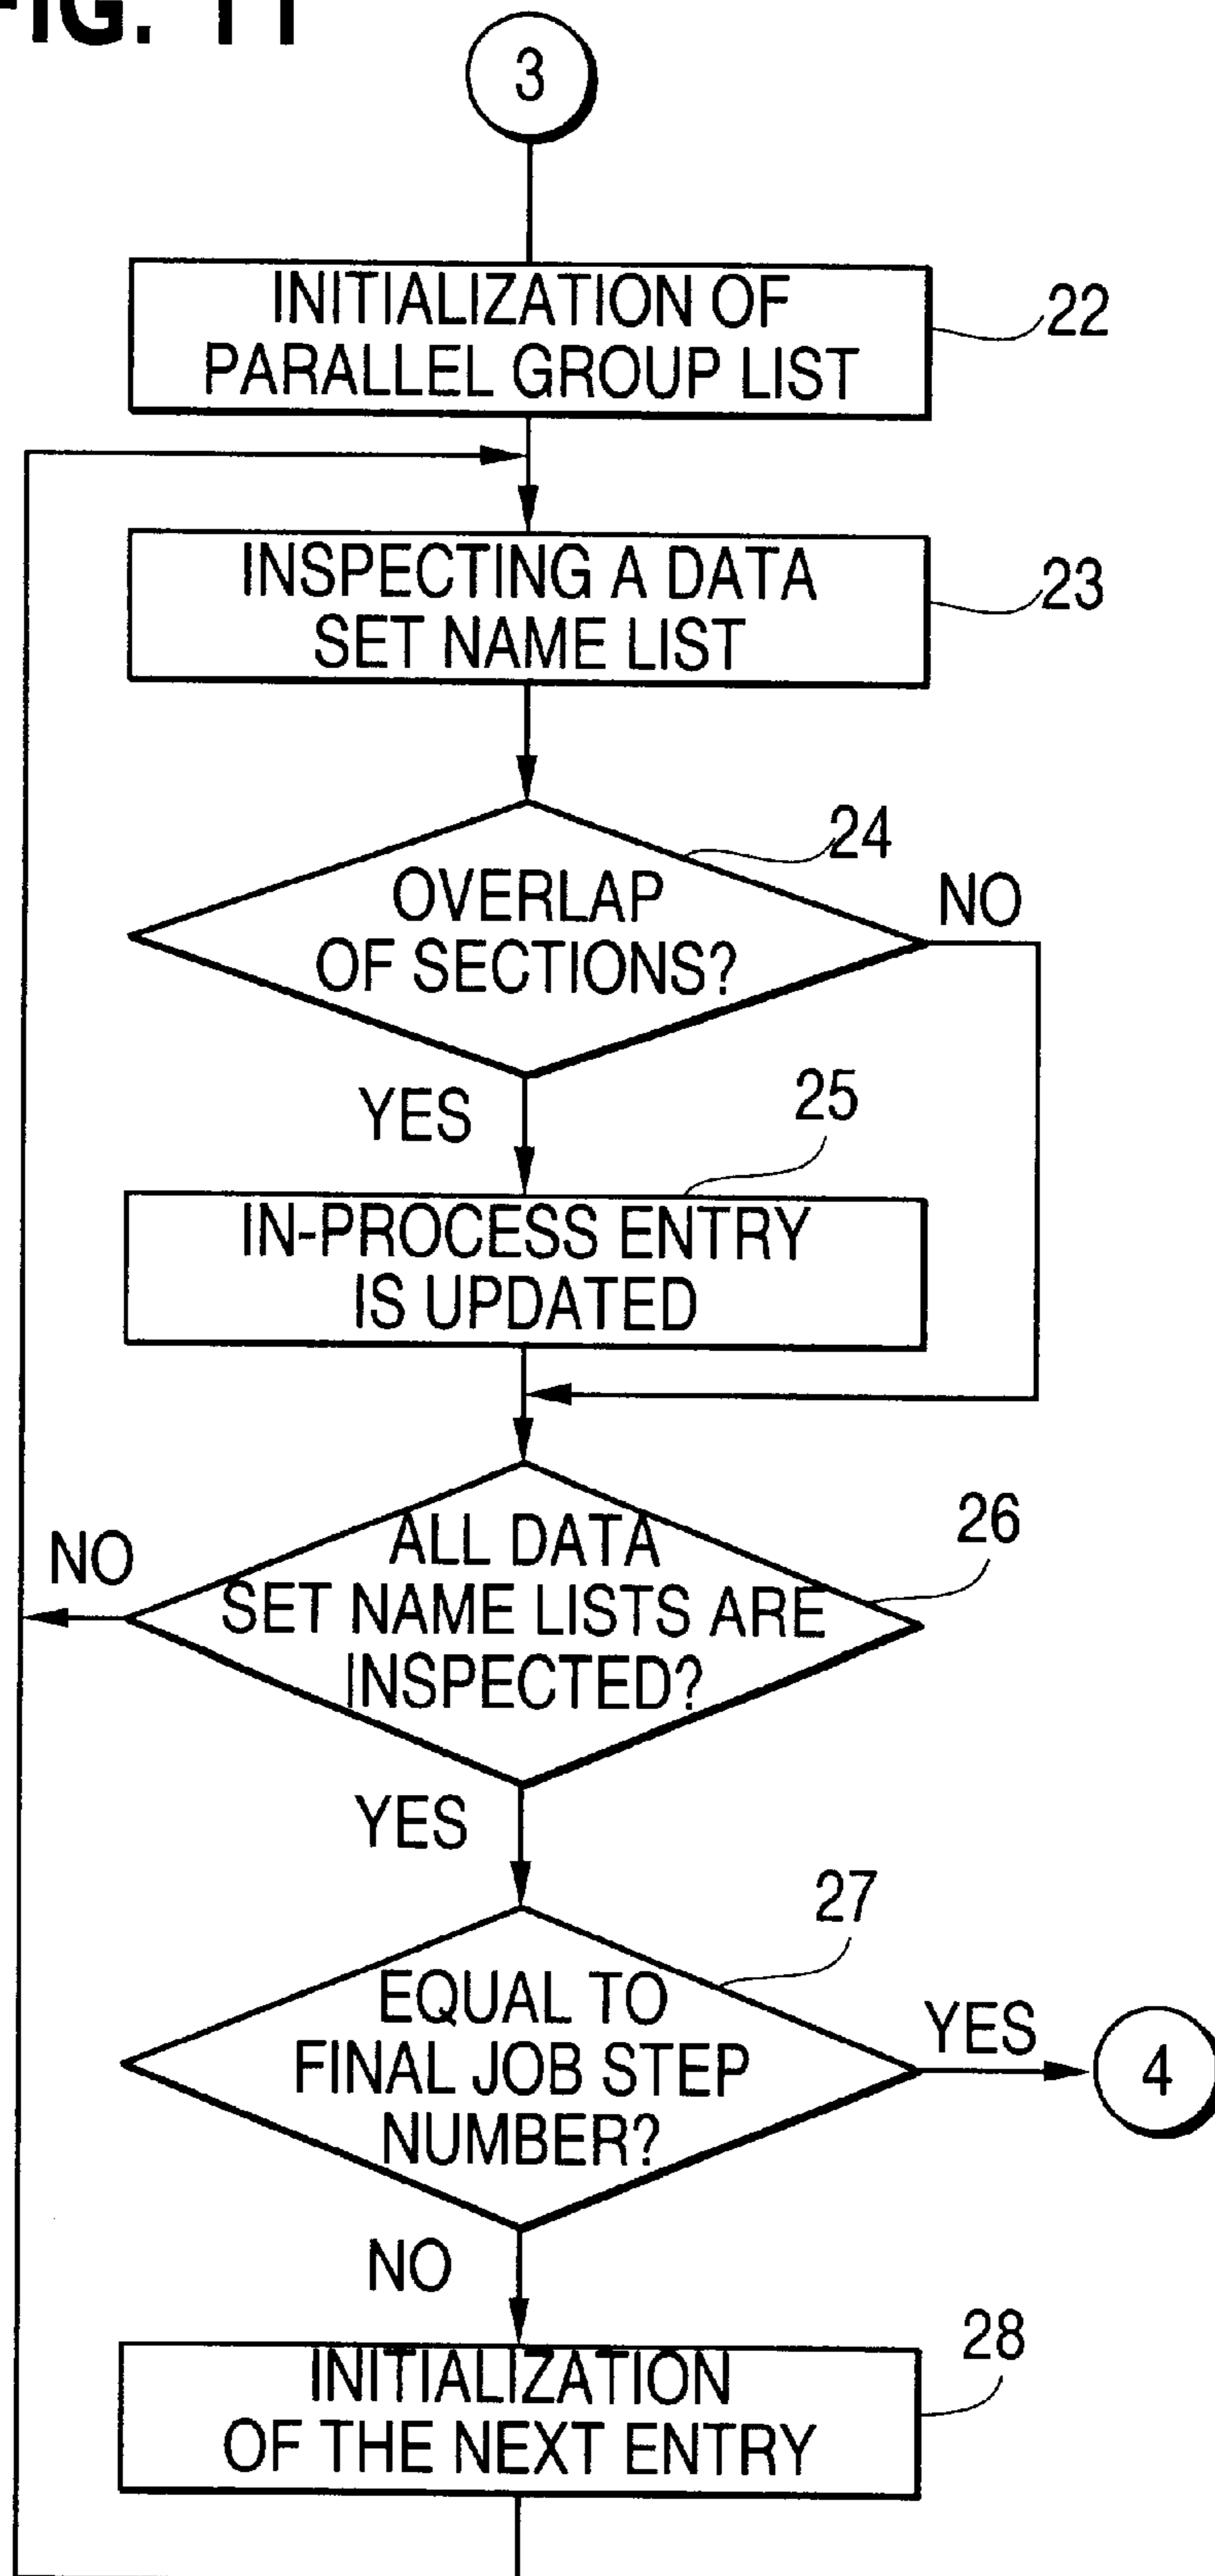 FIG. 11
3
INITIALIZATION OF
PARALLEL GROUP LIST
22
INSPECTING A DATA
SET NAME LIST
23
24
OVERLAP
OF SECTIONS?
NO
YES
25
IN-PROCESS ENTRY
IS UPDATED
26
ALL DATA
SET NAME LISTS ARE
INSPECTED?
NO
YES
27
EQUAL TO
FINAL JOB STEP
NUMBER?
YES
4
NO
28
INITIALIZATION
OF THE NEXT ENTRY